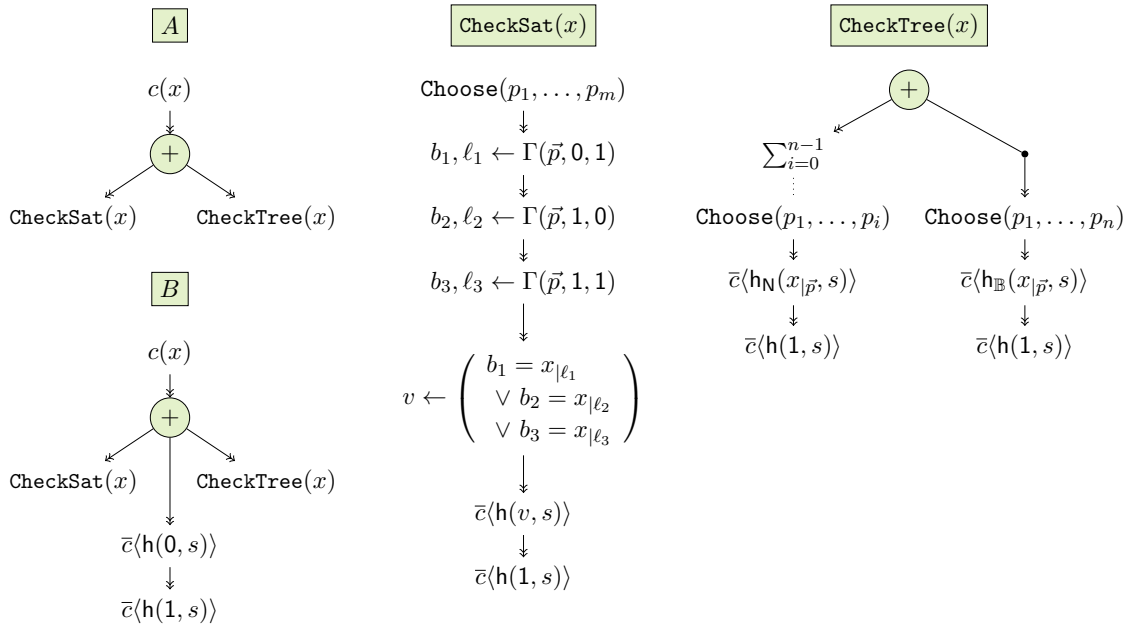 A
c(x)
+
CheckSat(x)
CheckTree(x)
B
c(x)
+
CheckSat(x)
CheckTree(x)
c̅⟨h(0, s)⟩
c̅⟨h(1, s)⟩
CheckSat(x)
Choose(p₁, …, pₘ)
b₁, ℓ₁ ← Γ(p⃗, 0, 1)
b₂, ℓ₂ ← Γ(p⃗, 1, 0)
b₃, ℓ₃ ← Γ(p⃗, 1, 1)
v ← ( b₁ = x|ℓ₁
∨ b₂ = x|ℓ₂
∨ b₃ = x|ℓ₃ )
c̅⟨h(v, s)⟩
c̅⟨h(1, s)⟩
CheckTree(x)
+
∑ᵢ₌₀ⁿ⁻¹
Choose(p₁, …, pᵢ)
c̅⟨h_N(x|p⃗, s)⟩
c̅⟨h(1, s)⟩
Choose(p₁, …, pₙ)
c̅⟨h_𝔹(x|p⃗, s)⟩
c̅⟨h(1, s)⟩